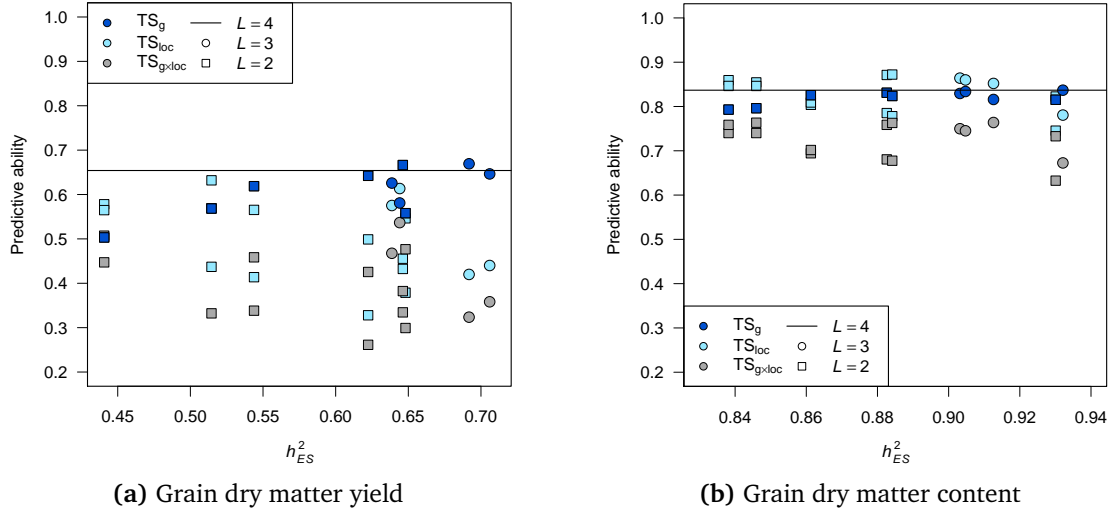 1.0
0.9
0.8
0.7
0.6
0.5
0.4
0.3
0.2
Predictive ability
TSg L = 4
TSloc L = 3
TSg×loc L = 2
0.45 0.50 0.55 0.60 0.65 0.70
h²ES
(a) Grain dry matter yield
1.0
0.9
0.8
0.7
0.6
0.5
0.4
0.3
0.2
Predictive ability
TSg L = 4
TSloc L = 3
TSg×loc L = 2
0.84 0.86 0.88 0.90 0.92 0.94
h²ES
(b) Grain dry matter content